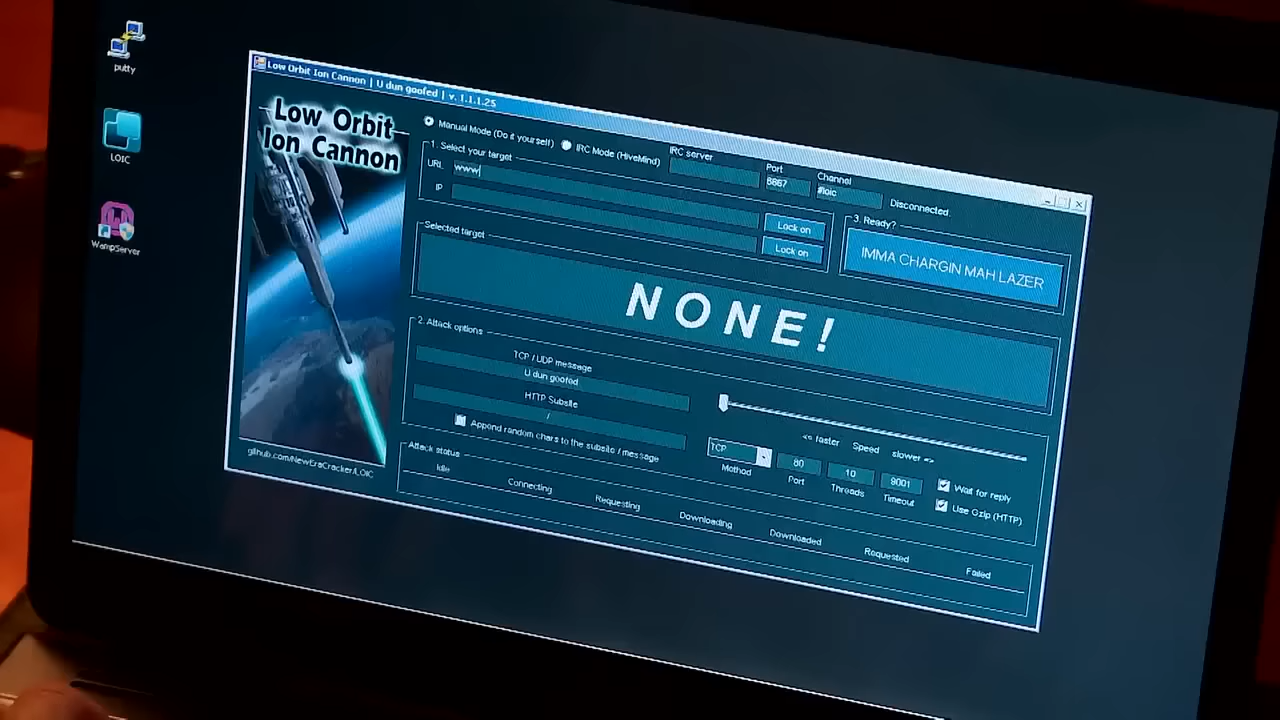 putty
LOIC
WampServer
Low Orbit Ion Cannon | U dun goofed | v. 1.1.1.25
Low Orbit
Ion Cannon
github.com/NewEraCracker/LOIC
Manual Mode (Do it yourself)
IRC Mode (HiveMind)
IRC server
Port
6667
Channel
#loic
Disconnected.
1. Select your target
URL
www
IP
Lock on
Lock on
3. Ready?
IMMA CHARGIN MAH LAZER
Selected target
NONE!
2. Attack options
TCP / UDP message
U dun goofed
HTTP Subsite
/
Append random chars to the subsite / message
<= faster
Speed
slower =>
TCP
Method
80
Port
10
Threads
9001
Timeout
Wait for reply
Use Gzip (HTTP)
Attack status
Idle
Connecting
Requesting
Downloading
Downloaded
Requested
Failed